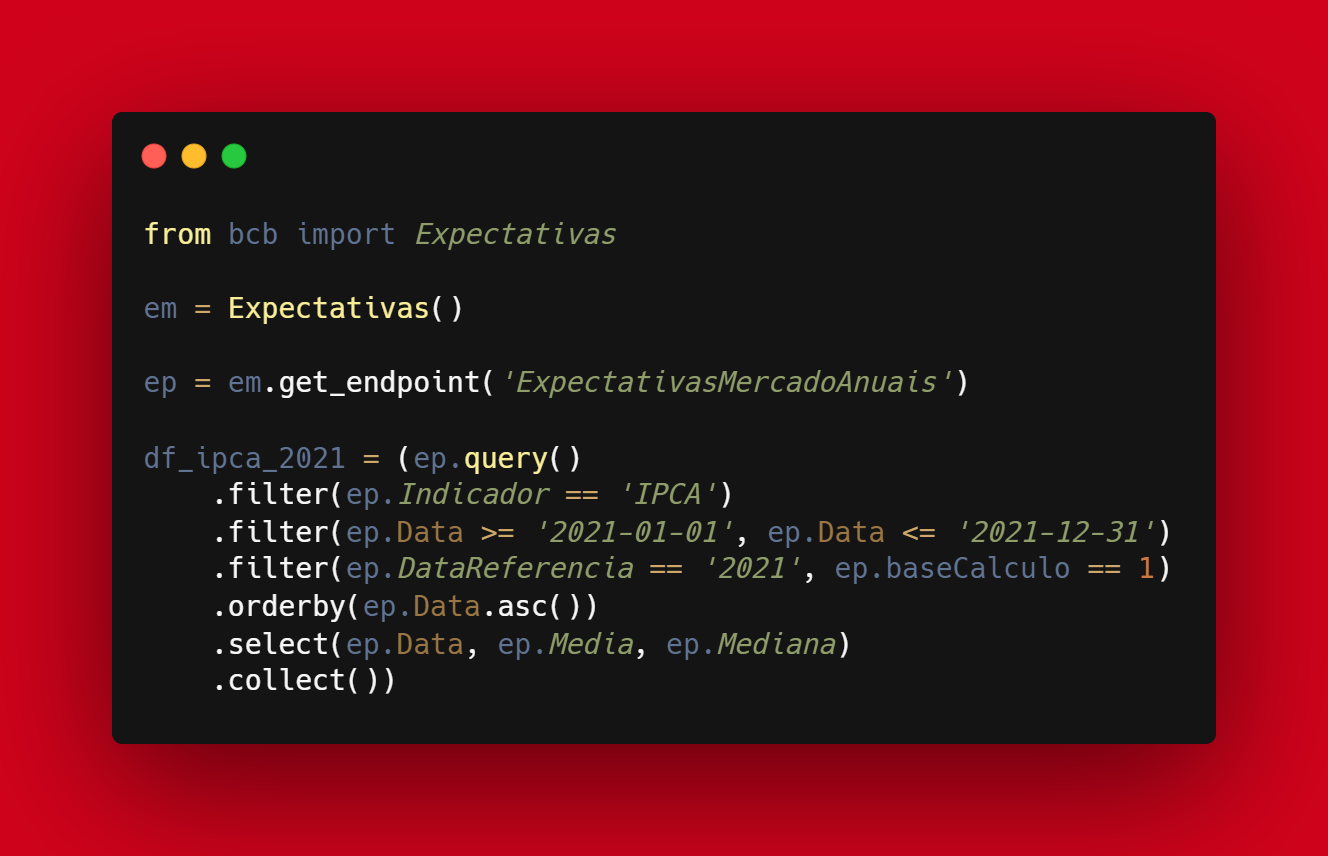 from bcb import Expectativas
em = Expectativas()
ep = em.get_endpoint('ExpectativasMercadoAnuais')
df_ipca_2021 = (ep.query()
    .filter(ep.Indicador == 'IPCA')
    .filter(ep.Data >= '2021-01-01', ep.Data <= '2021-12-31')
    .filter(ep.DataReferencia == '2021', ep.baseCalculo == 1)
    .orderby(ep.Data.asc())
    .select(ep.Data, ep.Media, ep.Mediana)
    .collect())